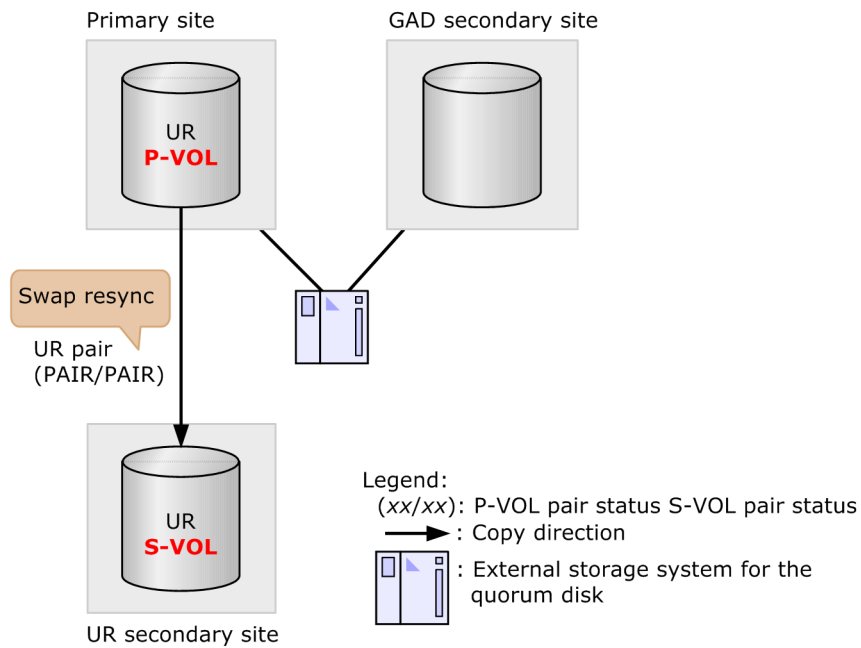 Primary site
GAD secondary site
UR
P-VOL
Swap resync
UR pair
(PAIR/PAIR)
UR
S-VOL
UR secondary site
Legend:
(xx/xx): P-VOL pair status S-VOL pair status
: Copy direction
: External storage system for the
quorum disk